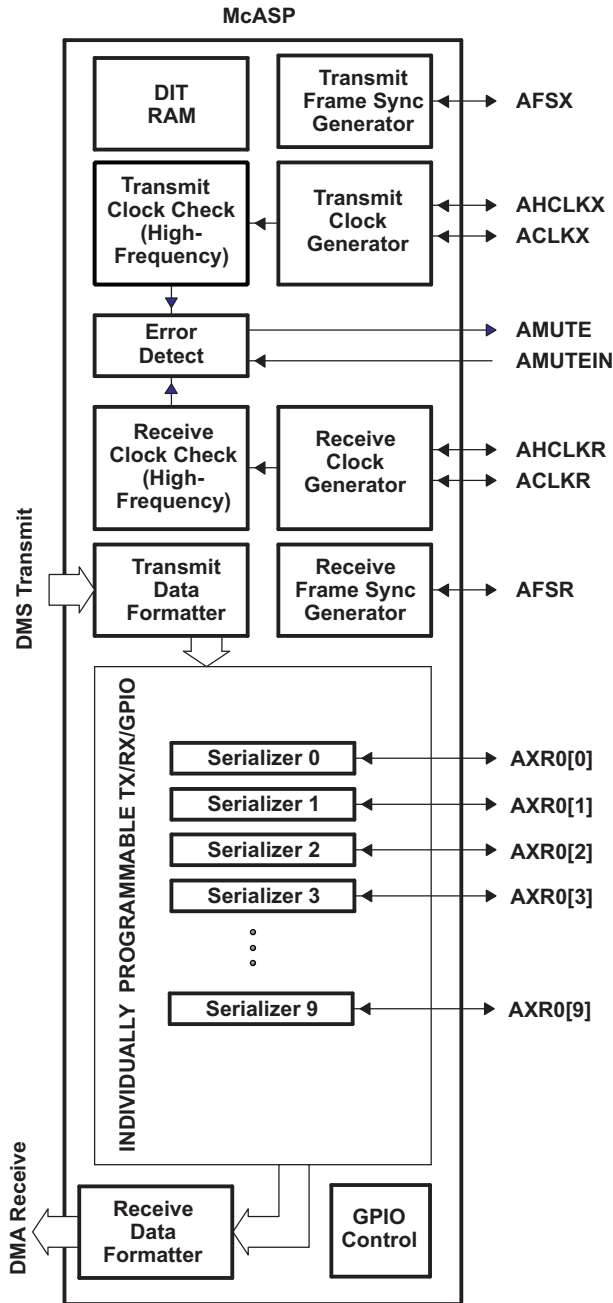 McASP
DIT
RAM
Transmit
Frame Sync
Generator
AFSX
Transmit
Clock Check
(High-
Frequency)
Transmit
Clock
Generator
AHCLKX
ACLKX
Error
Detect
AMUTE
AMUTEIN
Receive
Clock Check
(High-
Frequency)
Receive
Clock
Generator
AHCLKR
ACLKR
DMS Transmit
Transmit
Data
Formatter
Receive
Frame Sync
Generator
AFSR
INDIVIDUALLY PROGRAMMABLE TX/RX/GPIO
Serializer 0
AXR0[0]
Serializer 1
AXR0[1]
Serializer 2
AXR0[2]
Serializer 3
AXR0[3]
Serializer 9
AXR0[9]
DMA Receive
Receive
Data
Formatter
GPIO
Control